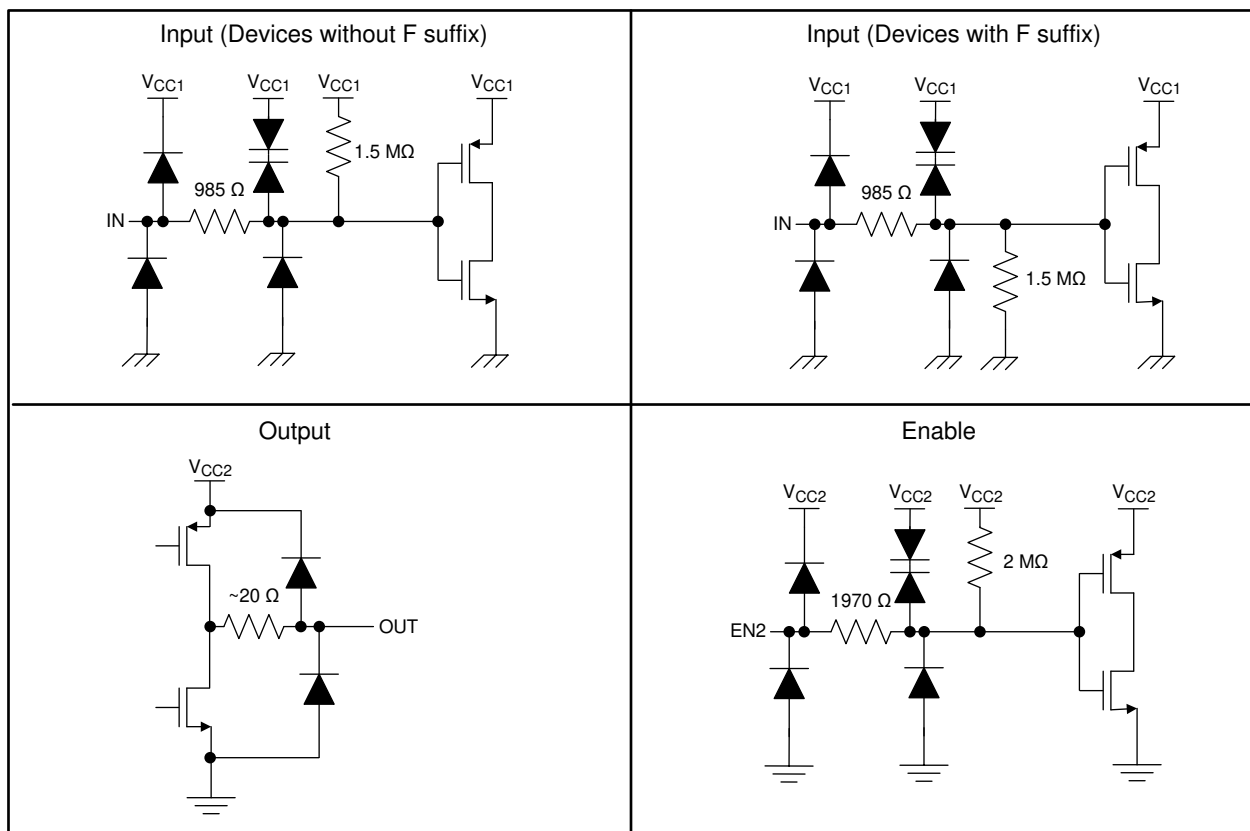 Input (Devices without F suffix)
VCC1
VCC1
VCC1
VCC1
1.5 MΩ
985 Ω
IN
Input (Devices with F suffix)
VCC1
VCC1
VCC1
985 Ω
IN
1.5 MΩ
Output
VCC2
~20 Ω
OUT
Enable
VCC2
VCC2
VCC2
VCC2
2 MΩ
1970 Ω
EN2